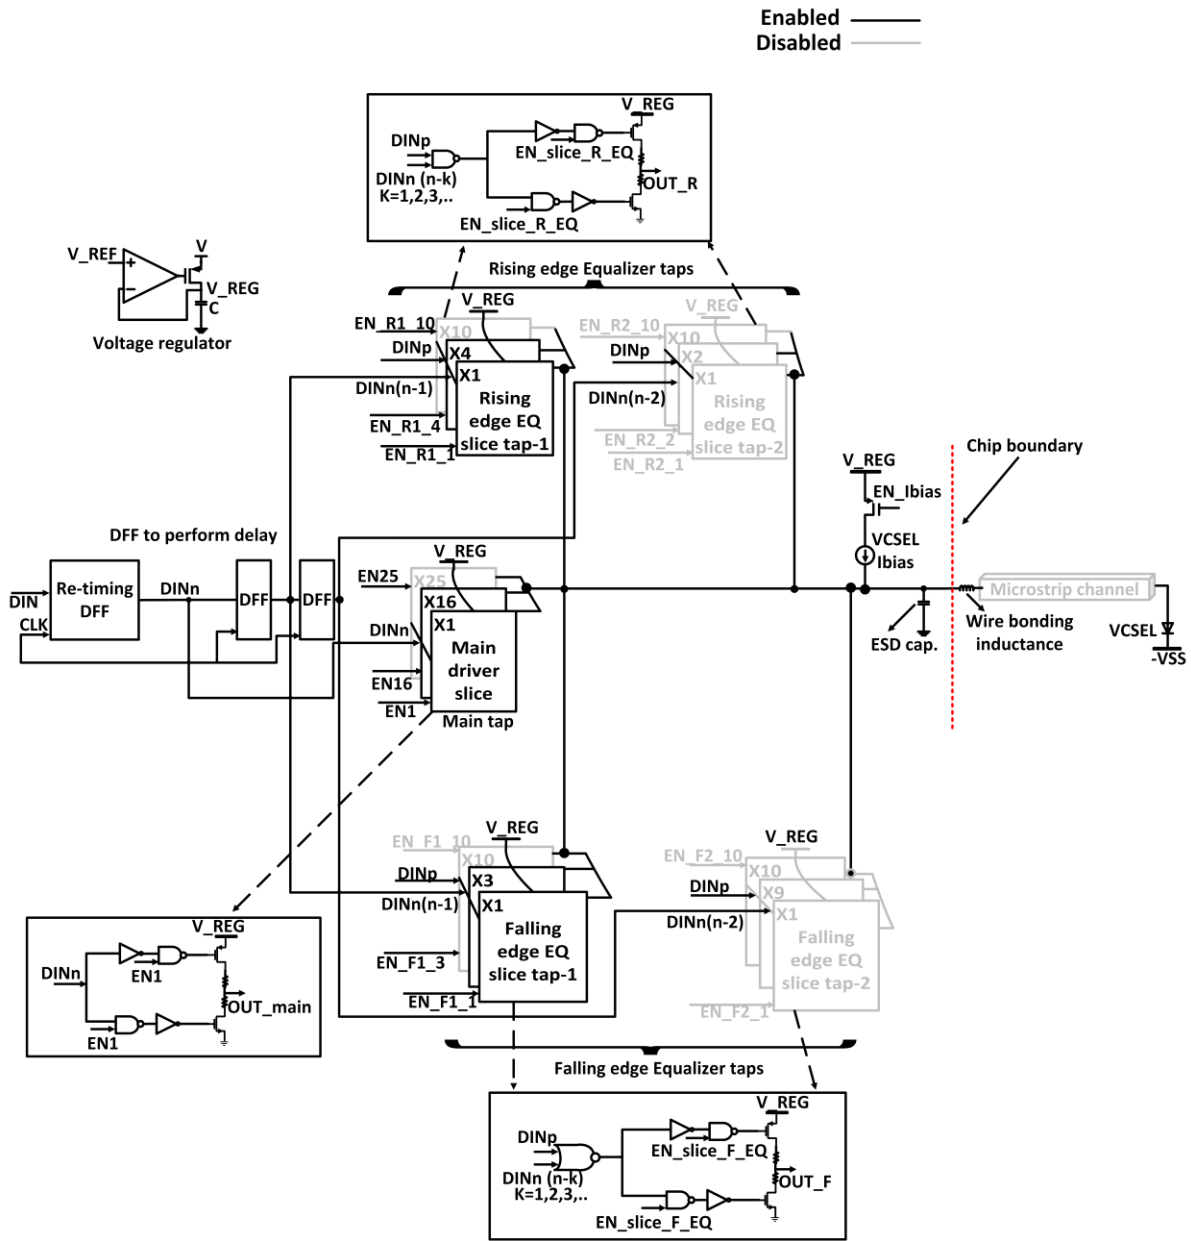 Enabled
Disabled
V_REG
DINp
EN_slice_R_EQ
DINn (n-k)
K=1,2,3,..
OUT_R
EN_slice_R_EQ
V_REF
V
+
−
V_REG
C
Voltage regulator
Rising edge Equalizer taps
V_REG
EN_R1_10
X10
DINp
X4
X1
DINn(n-1)
Rising
edge EQ
slice tap-1
EN_R1_4
EN_R1_1
V_REG
EN_R2_10
X10
DINp
X2
X1
DINn(n-2)
Rising
edge EQ
slice tap-2
EN_R2_2
EN_R2_1
Chip boundary
V_REG
EN_Ibias
VCSEL
Ibias
DFF to perform delay
Re-timing
DFF
DIN
CLK
DINn
DFF
DFF
V_REG
EN25
X25
X16
X1
DINn
Main
driver
slice
EN16
EN1
Main tap
ESD cap.
Wire bonding
inductance
Microstrip channel
VCSEL
-VSS
V_REG
EN_F1_10
X10
DINp
X3
X1
DINn(n-1)
Falling
edge EQ
slice tap-1
EN_F1_3
EN_F1_1
V_REG
EN_F2_10
X10
DINp
X9
X1
DINn(n-2)
Falling
edge EQ
slice tap-2
EN_F2_1
V_REG
DINn
EN1
OUT_main
EN1
Falling edge Equalizer taps
V_REG
DINp
EN_slice_F_EQ
DINn (n-k)
K=1,2,3,..
OUT_F
EN_slice_F_EQ